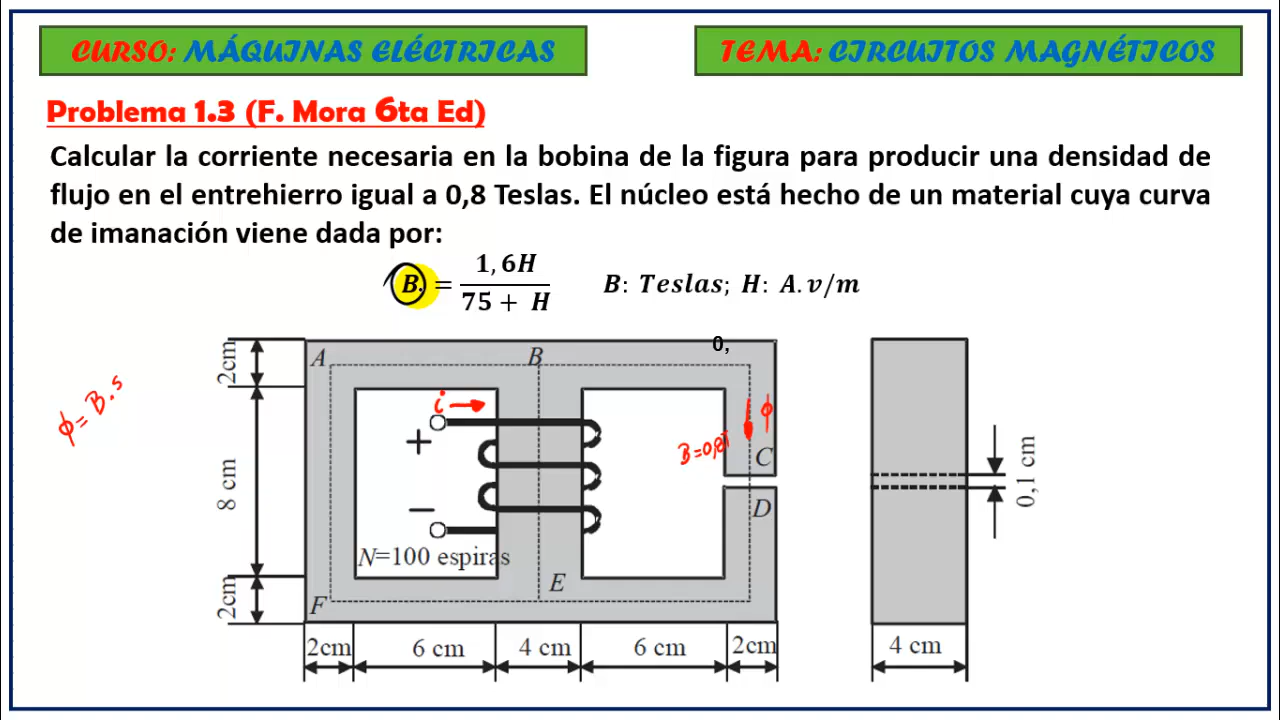 CURSO: MÁQUINAS ELÉCTRICAS
TEMA: CIRCUITOS MAGNÉTICOS
Problema 1.3 (F. Mora 6ta Ed)
Calcular la corriente necesaria en la bobina de la figura para producir una densidad de
flujo en el entrehierro igual a 0,8 Teslas. El núcleo está hecho de un material cuya curva
de imanación viene dada por:
B. = 1,6H / 75 + H
B: Teslas; H: A.v/m
0,
2cm
A
B
ϕ = B.s
i
ϕ
+
B=0,8T
C
8 cm
0,1 cm
−
D
N=100 espiras
E
2cm
F
2cm
6 cm
4 cm
6 cm
2cm
4 cm